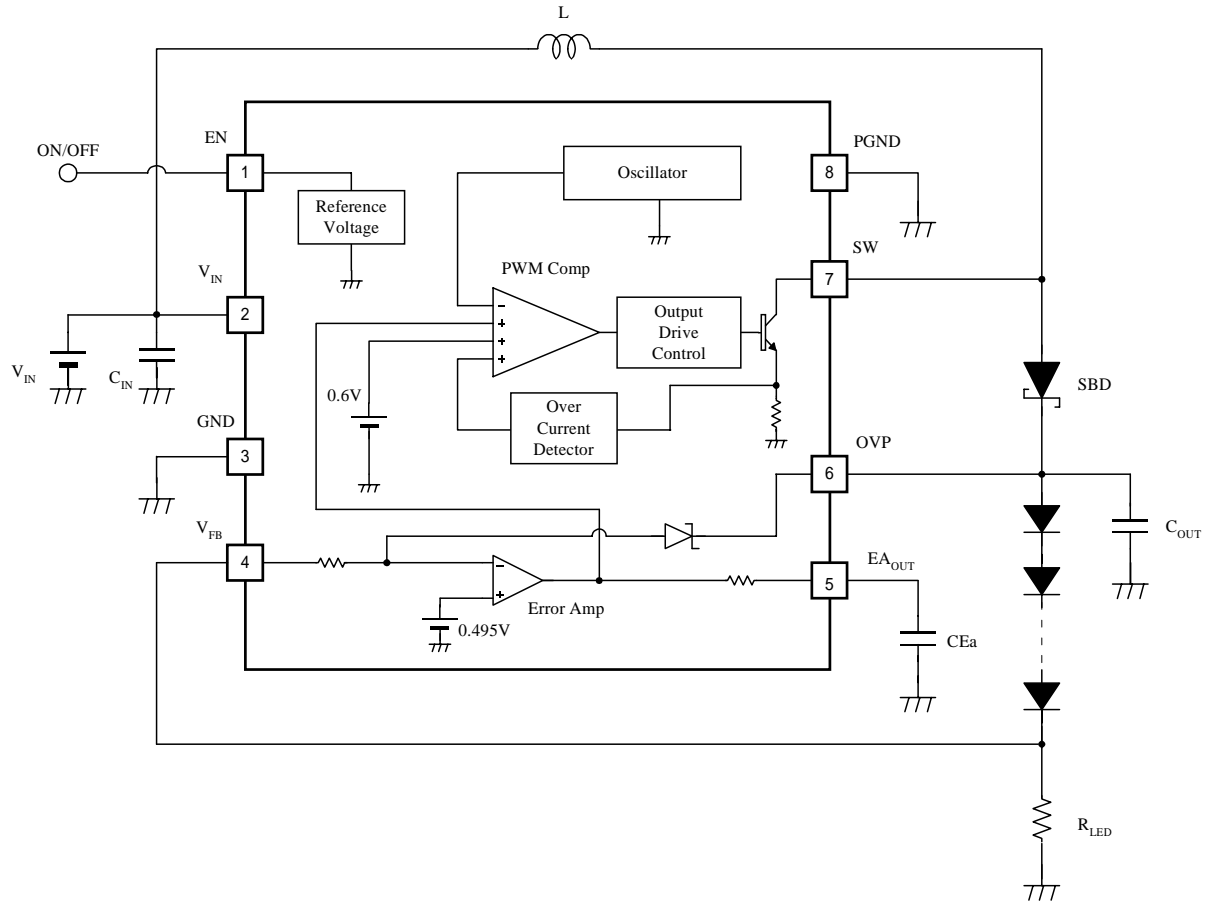 L
EN
ON/OFF
1
Reference
Voltage
Oscillator
PGND
8
SW
7
V_IN
2
PWM Comp
−
+
+
+
Output
Drive
Control
V_IN
C_IN
SBD
0.6V
Over
Current
Detector
GND
3
OVP
6
V_FB
4
C_OUT
−
+
Error Amp
0.495V
EA_OUT
5
CEa
R_LED